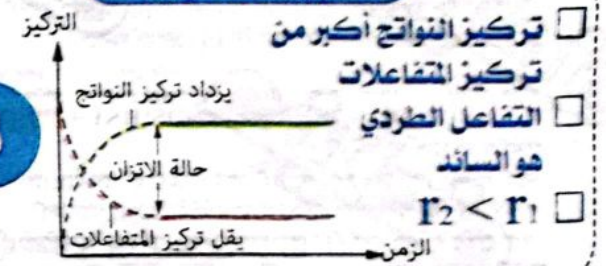 ☐ تركيز النواتج أكبر من
تركيز المتفاعلات
☐ التفاعل الطردي
هو السائد
☐ r₂ < r₁
التركيز
يزداد تركيز النواتج
حالة الاتزان
يقل تركيز المتفاعلات
الزمن